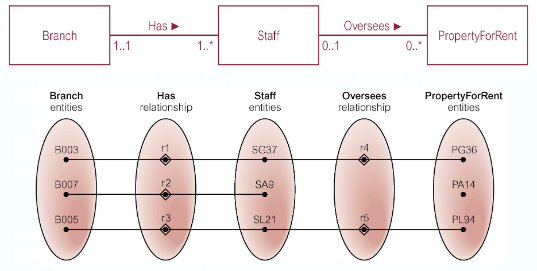 Has ►
Oversees ►
Branch
Staff
PropertyForRent
1..1
1..*
0..1
0..*
Branch
entities
Has
relationship
Staff
entities
Oversees
relationship
PropertyForRent
entities
B003
r1
SG37
r4
PG36
B007
r2
SA9
PA14
B005
r3
SL21
r5
PL94